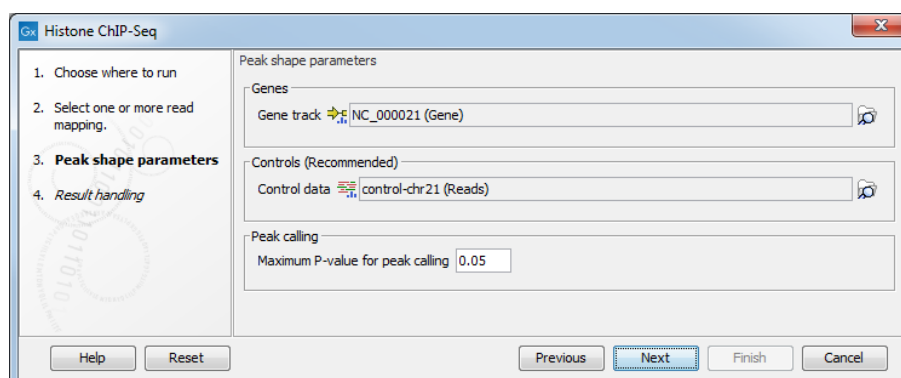 Gx Histone ChIP-Seq
1. Choose where to run
2. Select one or more read
mapping.
3. Peak shape parameters
4. Result handling
Peak shape parameters
Genes
Gene track NC_000021 (Gene)
Controls (Recommended)
Control data control-chr21 (Reads)
Peak calling
Maximum P-value for peak calling 0.05
Help Reset Previous Next Finish Cancel